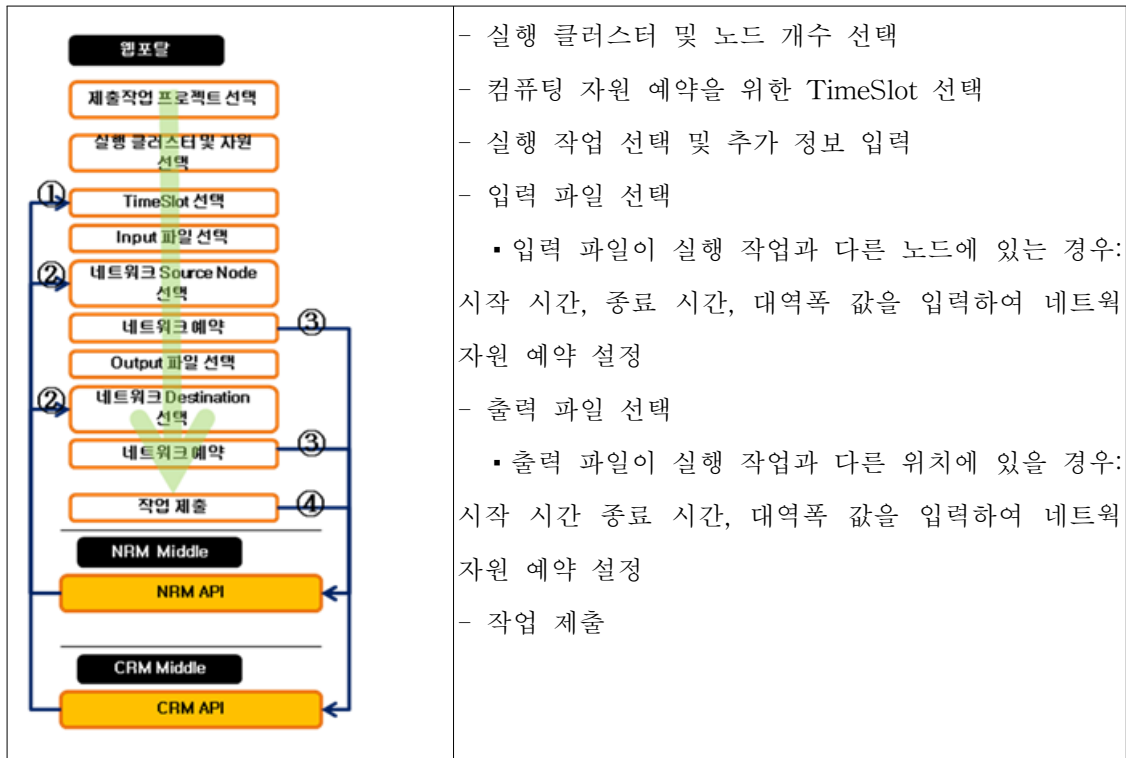 웹포탈
제출작업 프로젝트 선택
실행 클러스터 및 자원
선택
①
TimeSlot 선택
Input 파일 선택
②
네트워크 Source Node
선택
네트워크 예약
③
Output 파일 선택
②
네트워크 Destination
선택
네트워크 예약
③
작업 제출
④
NRM Middle
NRM API
CRM Middle
CRM API
- 실행 클러스터 및 노드 개수 선택
- 컴퓨팅 자원 예약을 위한 TimeSlot 선택
- 실행 작업 선택 및 추가 정보 입력
- 입력 파일 선택
▪입력 파일이 실행 작업과 다른 노드에 있는 경우:
시작 시간, 종료 시간, 대역폭 값을 입력하여 네트웍
자원 예약 설정
- 출력 파일 선택
▪출력 파일이 실행 작업과 다른 위치에 있을 경우:
시작 시간 종료 시간, 대역폭 값을 입력하여 네트웍
자원 예약 설정
- 작업 제출